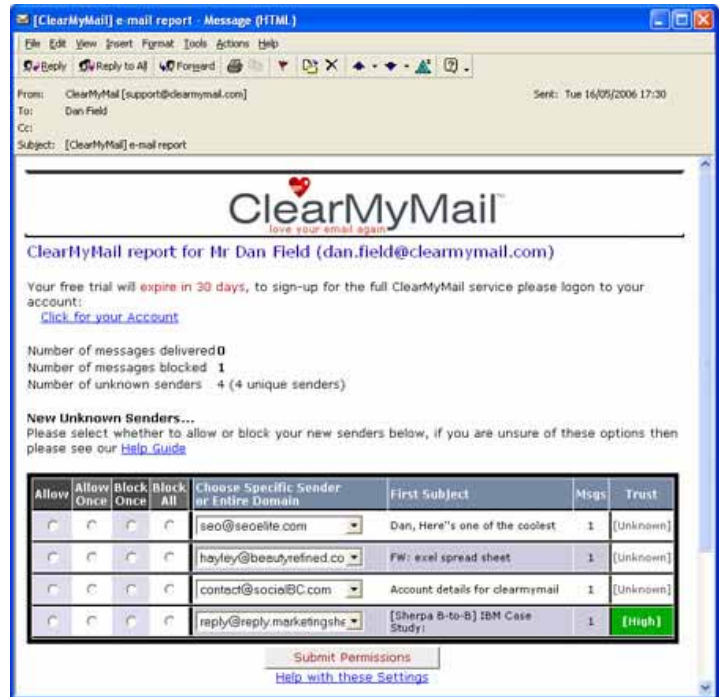 [ClearMyMail] e-mail report - Message (HTML)
File Edit View Insert Format Tools Actions Help
Reply Reply to All Forward
From: ClearMyMail [support@clearmymail.com] Sent: Tue 16/05/2006 17:30
To: Dan Field
Cc:
Subject: [ClearMyMail] e-mail report
ClearMyMail™
love your email again
ClearMyMail report for Mr Dan Field (dan.field@clearmymail.com)
Your free trial will expire in 30 days, to sign-up for the full ClearMyMail service please logon to your
account:
Click for your Account
Number of messages delivered 0
Number of messages blocked 1
Number of unknown senders 4 (4 unique senders)
New Unknown Senders...
Please select whether to allow or block your new senders below, if you are unsure of these options then
please see our Help Guide
Allow Allow Once Block Once Block All Choose Specific Sender or Entire Domain First Subject Msgs Trust
seo@seoelite.com Dan, Here"s one of the coolest 1 [Unknown]
hayley@beautyrefined.co FW: exel spread sheet 1 [Unknown]
contact@socialBC.com Account details for clearmymail 1 [Unknown]
reply@reply.marketingshe [Sherpa B-to-B] IBM Case Study: 1 [High]
Submit Permissions
Help with these Settings